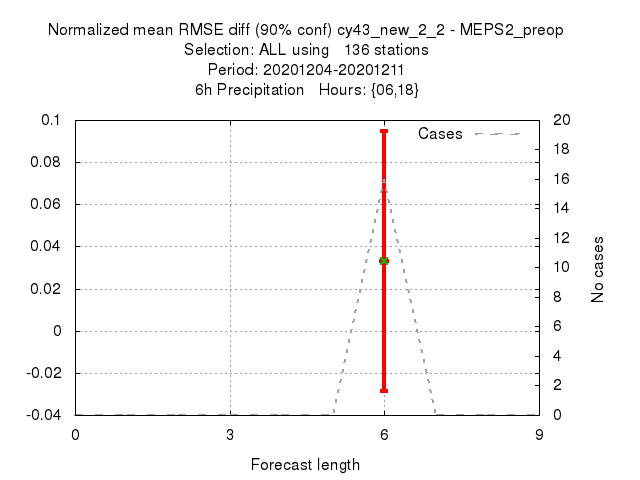 Normalized mean RMSE diff (90% conf) cy43_new_2_2 - MEPS2_preop
Selection: ALL using 136 stations
Period: 20201204-20201211
6h Precipitation Hours: {06,18}
0.1
0.08
0.06
0.04
0.02
0
-0.02
-0.04
Cases
20
18
16
14
12
10
8
6
4
2
0
No cases
0 3 6 9
Forecast length